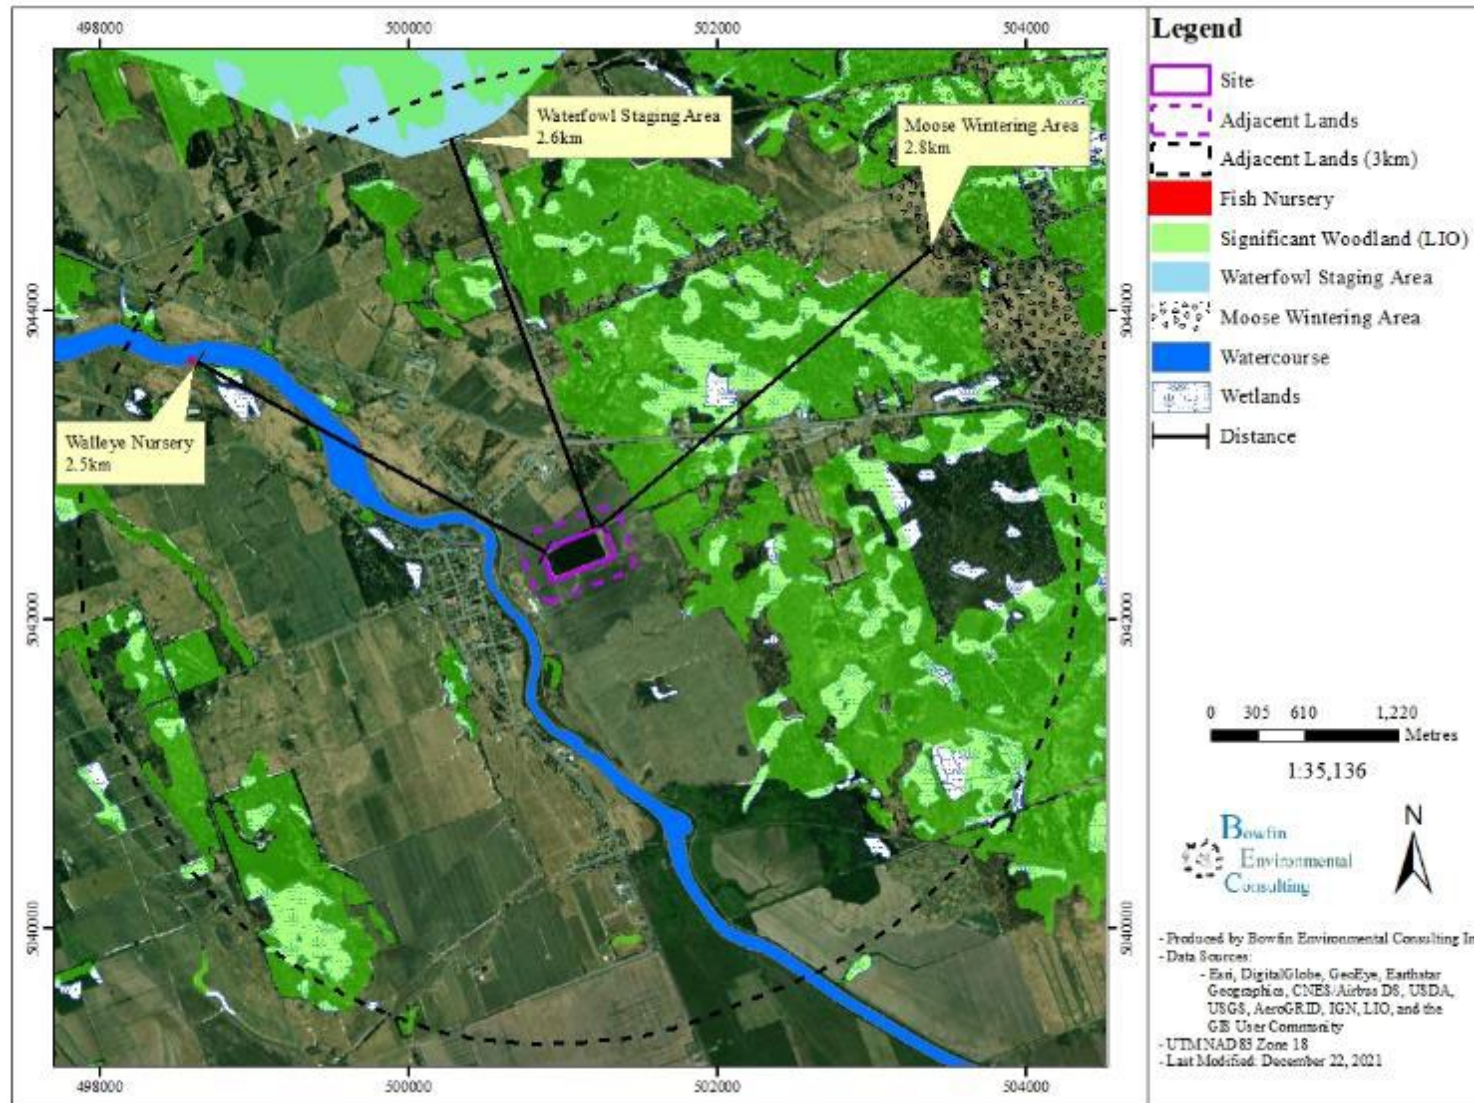 498000
500000
502000
504000
Legend
Site
Adjacent Lands
Adjacent Lands (3km)
Fish Nursery
Significant Woodland (LIO)
Waterfowl Staging Area
Moose Wintering Area
Watercourse
Wetlands
Distance
Waterfowl Staging Area
2.6km
Moose Wintering Area
2.8km
Walleye Nursery
2.5km
5044000
5042000
5040000
5044000
5042000
5040000
0 305 610 1,220
Metres
1:35,136
Bowfin
Environmental
Consulting
N
- Produced by Bowfin Environmental Consulting In
- Data Sources:
- Esri, DigitalGlobe, GeoEye, Earthstar
Geographics, CNES/Airbus DS, USDA,
USGS, AeroGRID, IGN, LIO, and the
GIS User Community
- UTM NAD 83 Zone 18
- Last Modified: December 22, 2021
498000
500000
502000
504000